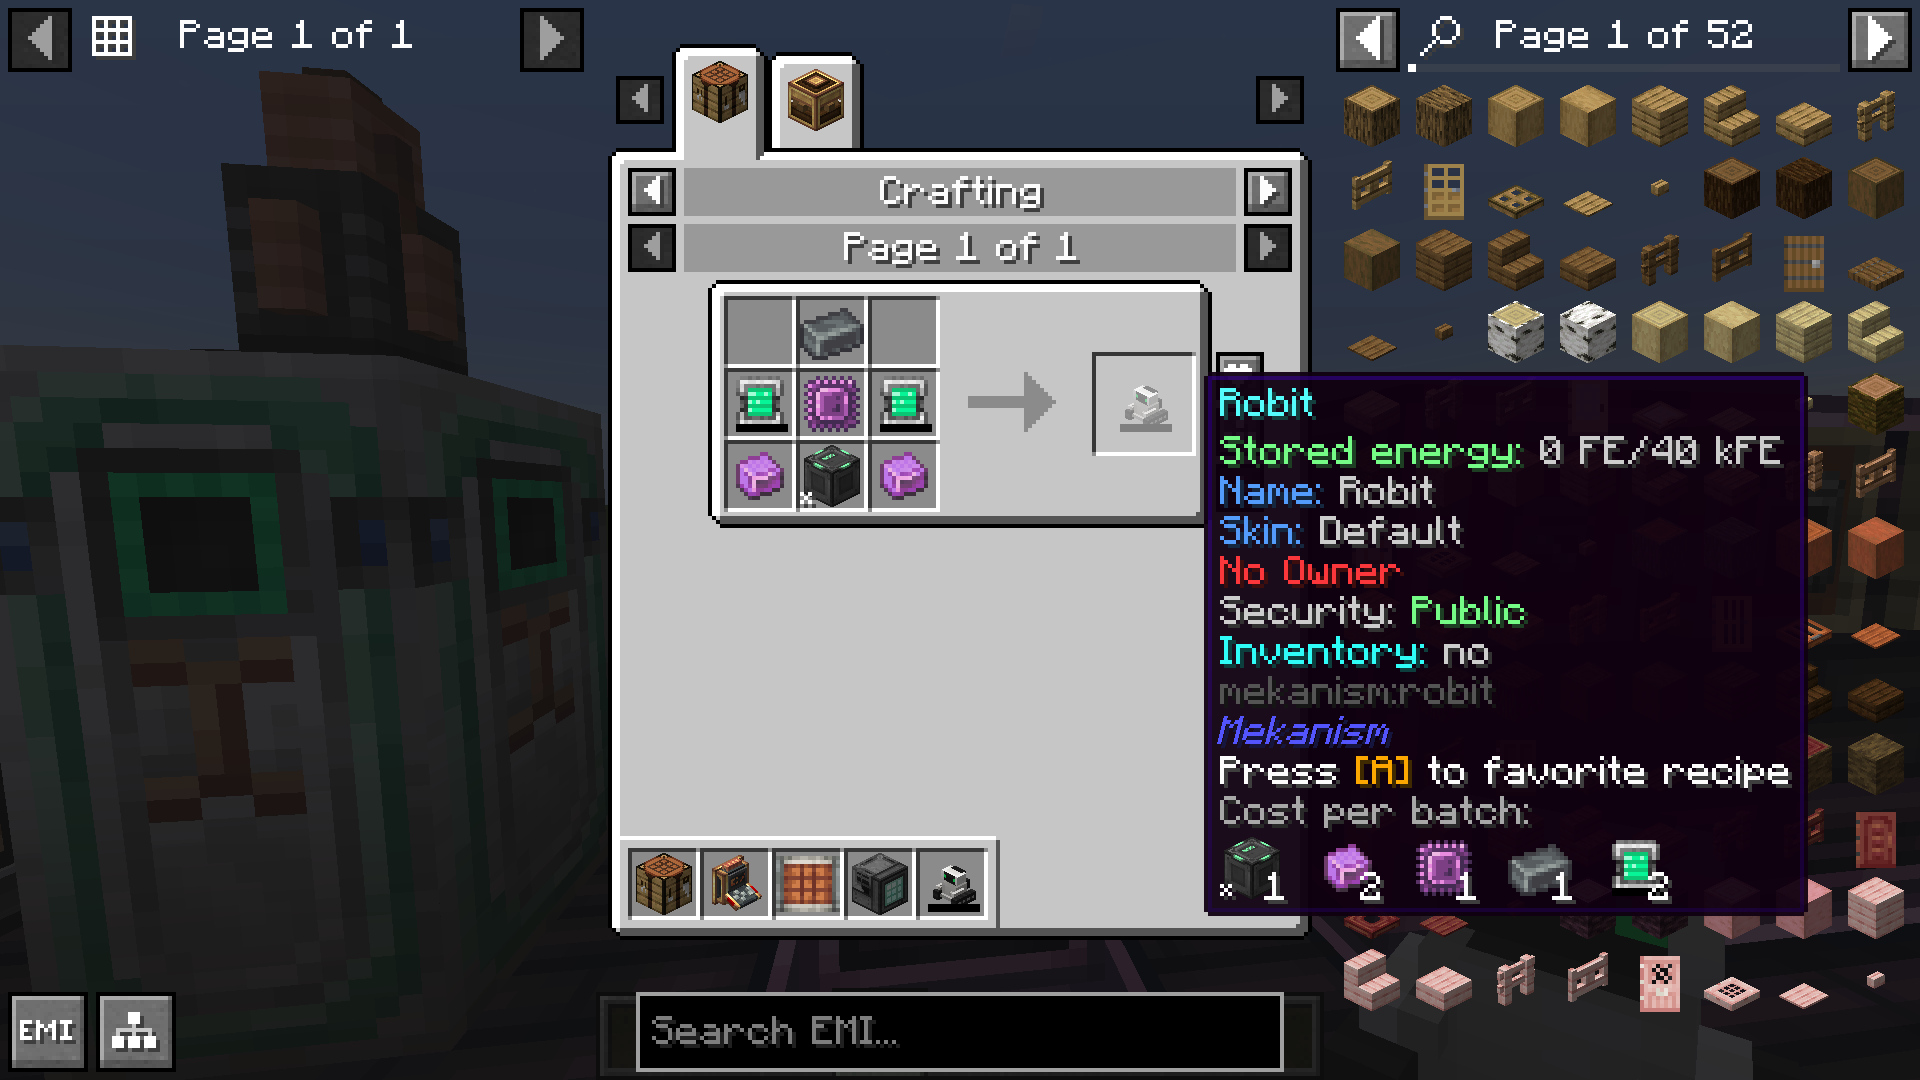 Page 1 of 1
Page 1 of 52
Crafting
Page 1 of 1
Robit
Stored energy: 0 FE/40 kFE
Name: Robit
Skin: Default
No Owner
Security: Public
Inventory: no
mekanism:robit
Mekanism
Press [A] to favorite recipe
Cost per batch:
1 2 1 1 2
EMI
Search EMI...